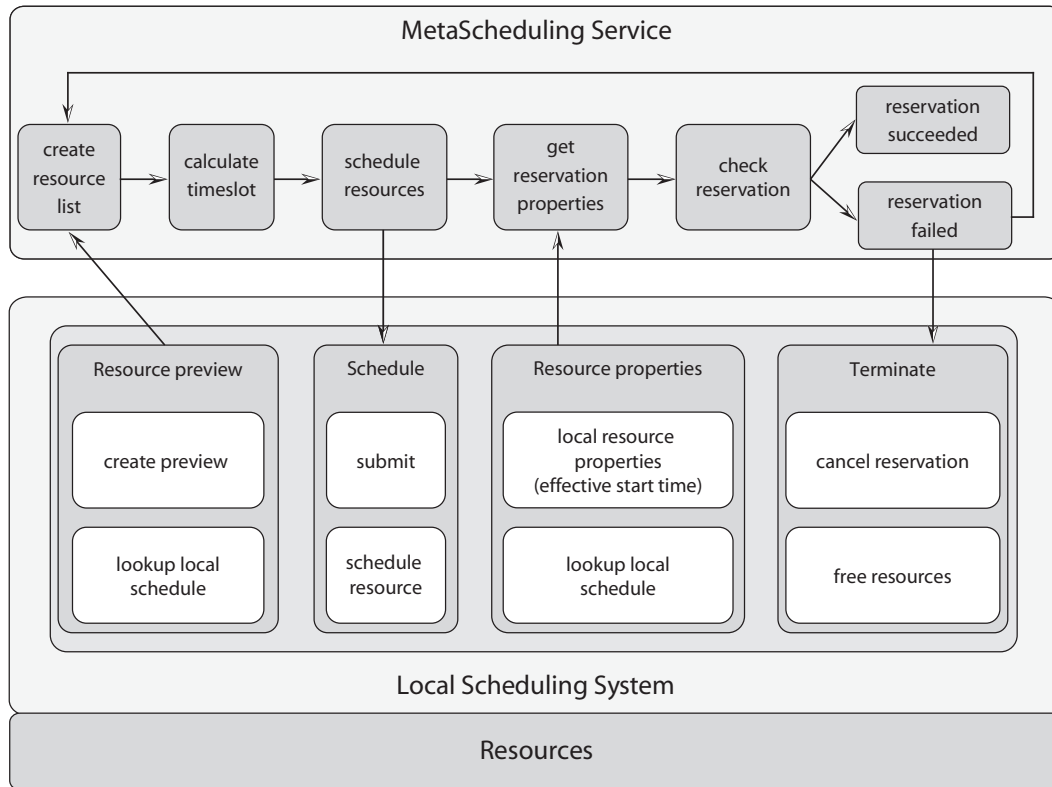 MetaScheduling Service
create
resource
list
calculate
timeslot
schedule
resources
get
reservation
properties
check
reservation
reservation
succeeded
reservation
failed
Resource preview
create preview
lookup local
schedule
Schedule
submit
schedule
resource
Resource properties
local resource
properties
(effective start time)
lookup local
schedule
Terminate
cancel reservation
free resources
Local Scheduling System
Resources